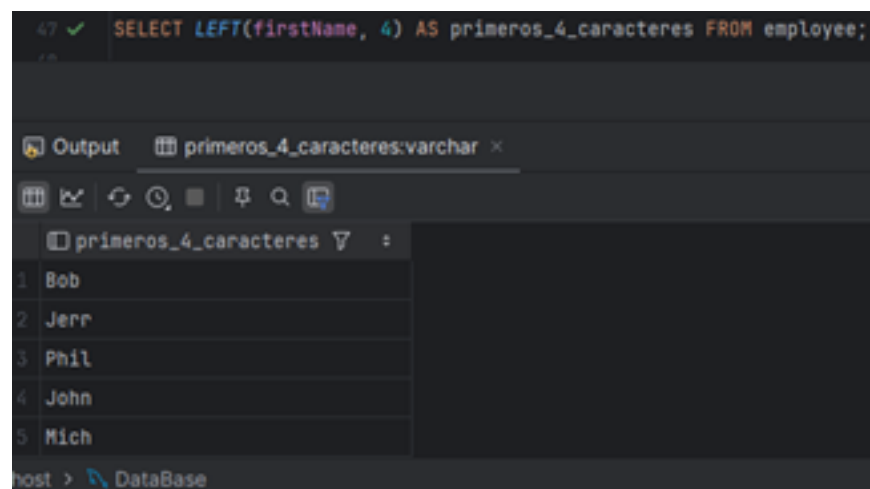 47 SELECT LEFT(firstName, 4) AS primeros_4_caracteres FROM employee;
Output primeros_4_caracteres:varchar
primeros_4_caracteres
1 Bob
2 Jerr
3 Phil
4 John
5 Mich
host > DataBase